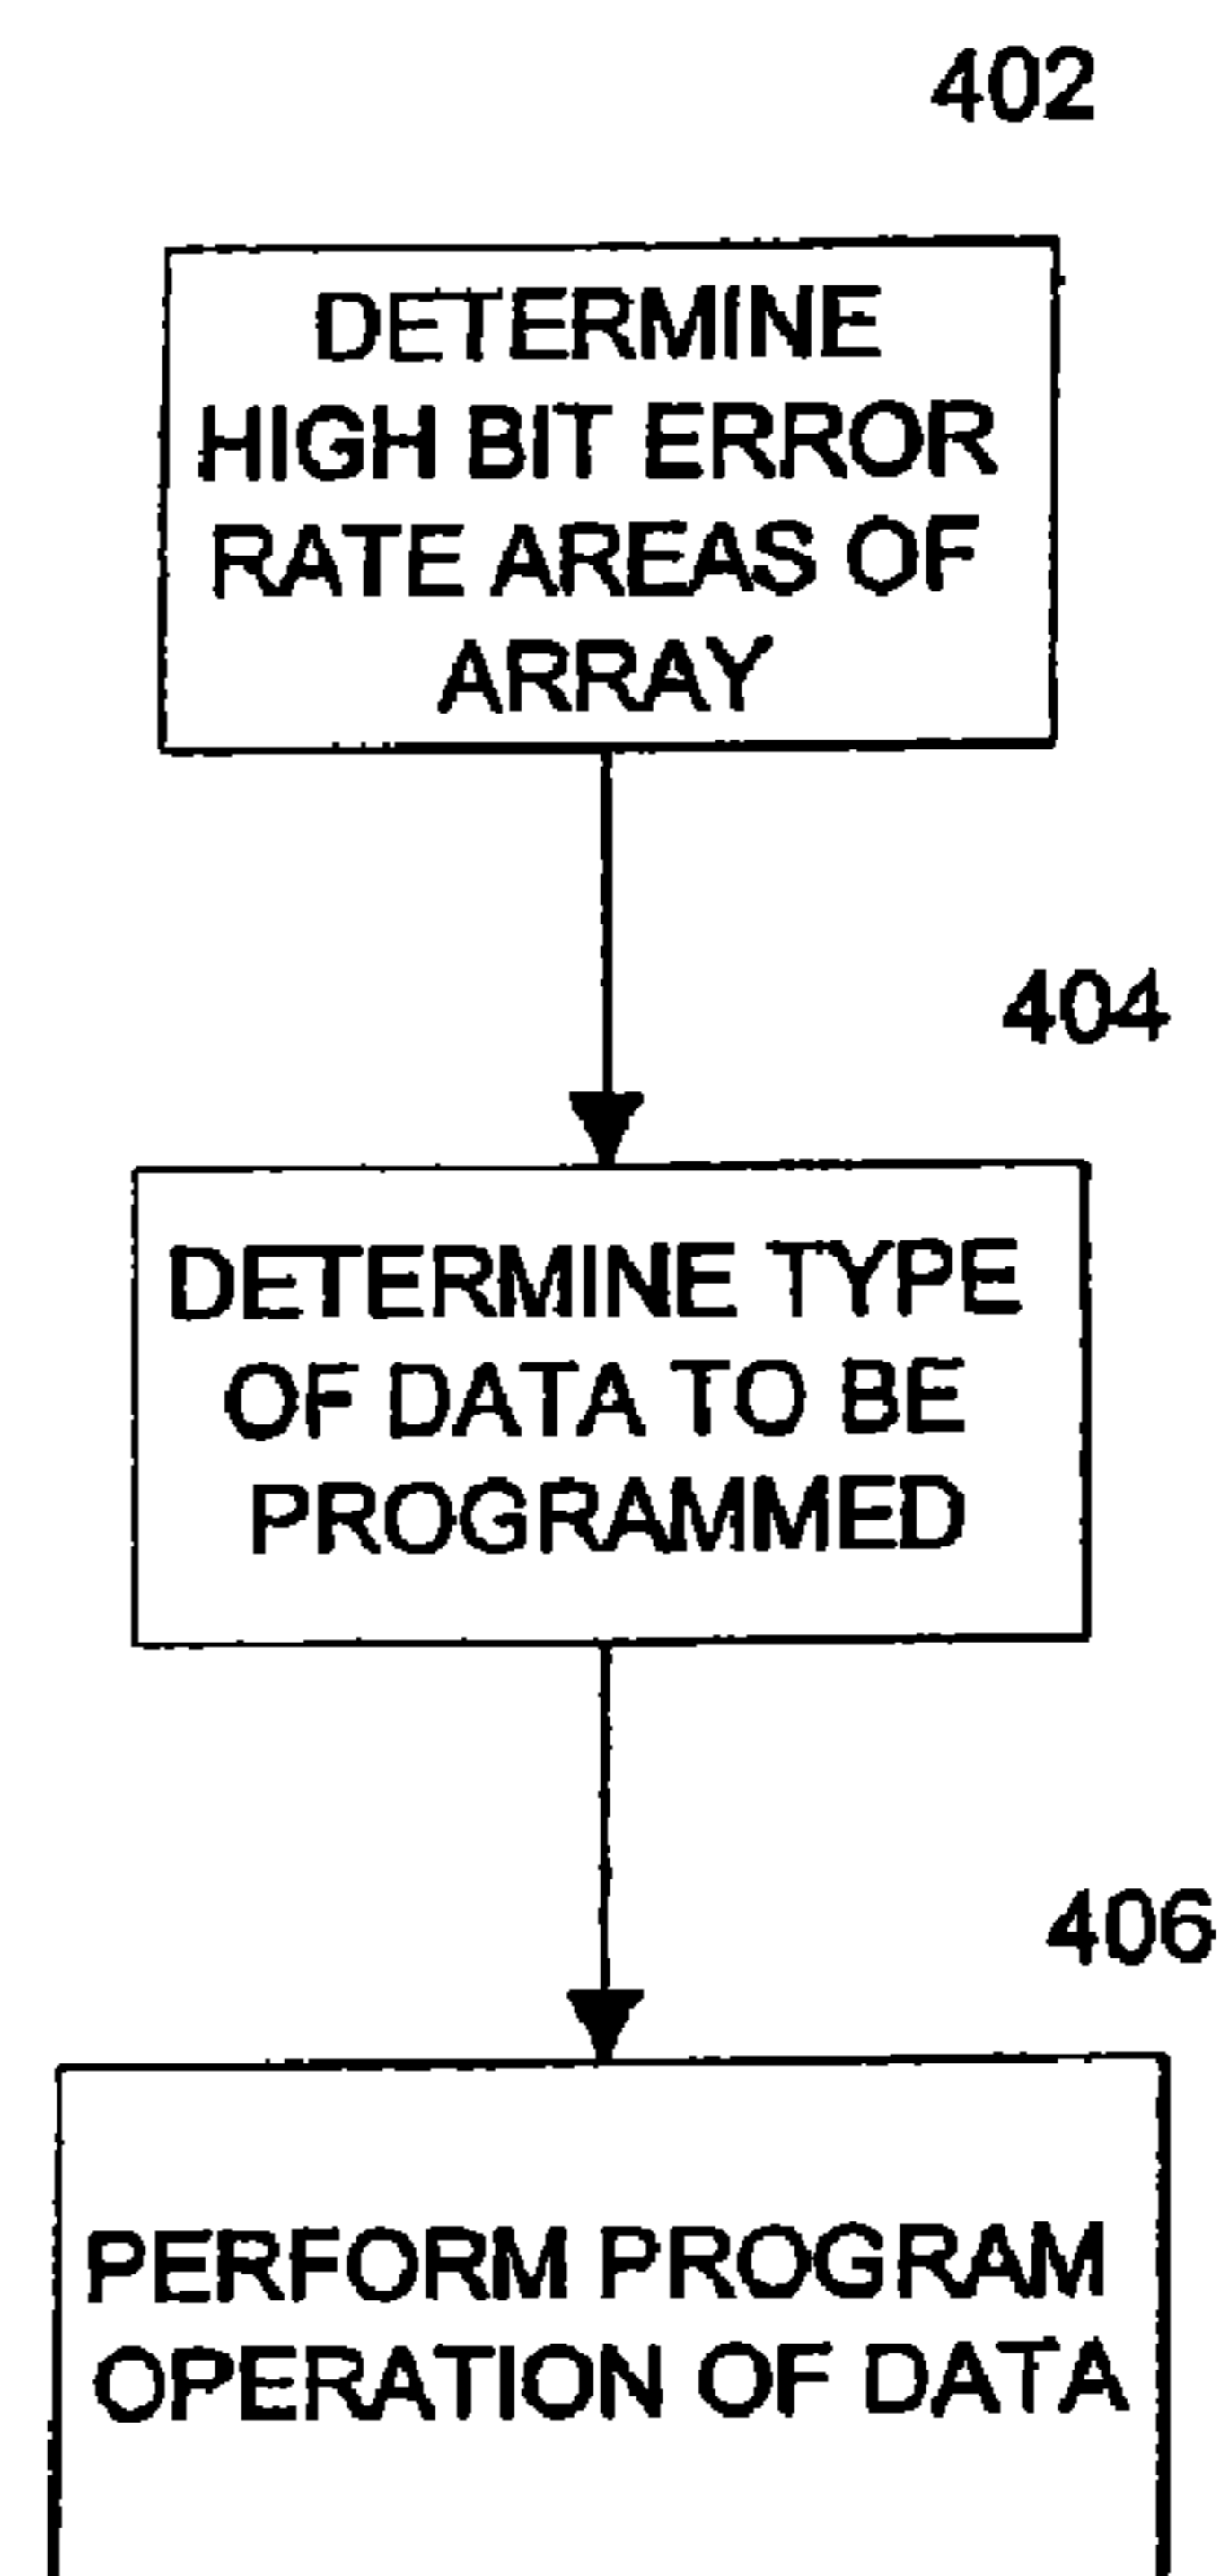 402
DETERMINE
HIGH BIT ERROR
RATE AREAS OF
ARRAY
404
DETERMINE TYPE
OF DATA TO BE
PROGRAMMED
406
PERFORM PROGRAM
OPERATION OF DATA